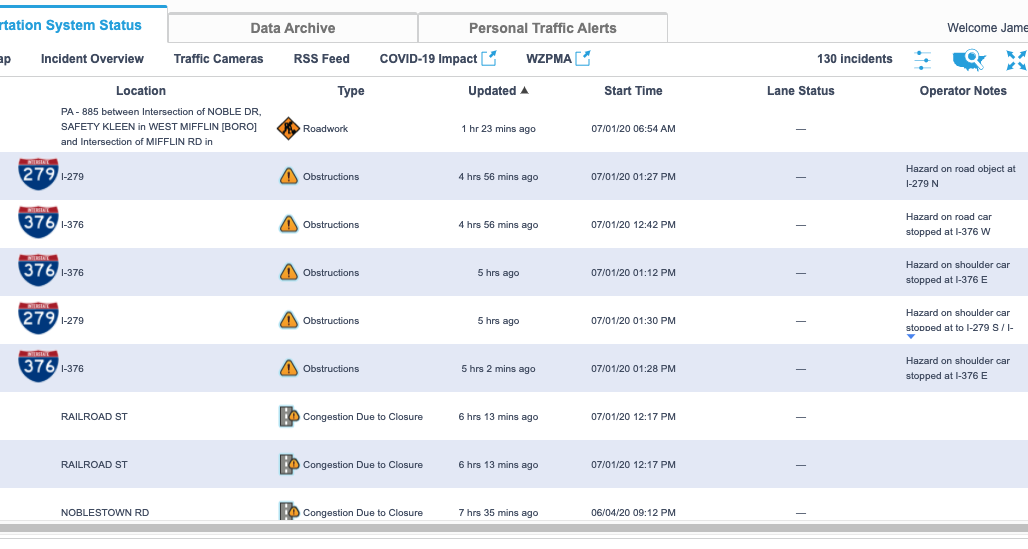 rtation System Status
Data Archive
Personal Traffic Alerts
Welcome Jame
ap
Incident Overview
Traffic Cameras
RSS Feed
COVID-19 Impact
WZPMA
130 incidents
Location
Type
Updated
Start Time
Lane Status
Operator Notes
PA - 885 between Intersection of NOBLE DR,
SAFETY KLEEN in WEST MIFFLIN [BORO]
and Intersection of MIFFLIN RD in
Roadwork
1 hr 23 mins ago
07/01/20 06:54 AM
—
INTERSTATE
279
I-279
Obstructions
4 hrs 56 mins ago
07/01/20 01:27 PM
—
Hazard on road object at
I-279 N
INTERSTATE
376
I-376
Obstructions
4 hrs 56 mins ago
07/01/20 12:42 PM
—
Hazard on road car
stopped at I-376 W
INTERSTATE
376
I-376
Obstructions
5 hrs ago
07/01/20 01:12 PM
—
Hazard on shoulder car
stopped at I-376 E
INTERSTATE
279
I-279
Obstructions
5 hrs ago
07/01/20 01:30 PM
—
Hazard on shoulder car
stopped at to I-279 S / I-
INTERSTATE
376
I-376
Obstructions
5 hrs 2 mins ago
07/01/20 01:28 PM
—
Hazard on shoulder car
stopped at I-376 E
RAILROAD ST
Congestion Due to Closure
6 hrs 13 mins ago
07/01/20 12:17 PM
—
RAILROAD ST
Congestion Due to Closure
6 hrs 13 mins ago
07/01/20 12:17 PM
—
NOBLESTOWN RD
Congestion Due to Closure
7 hrs 35 mins ago
06/04/20 09:12 PM
—